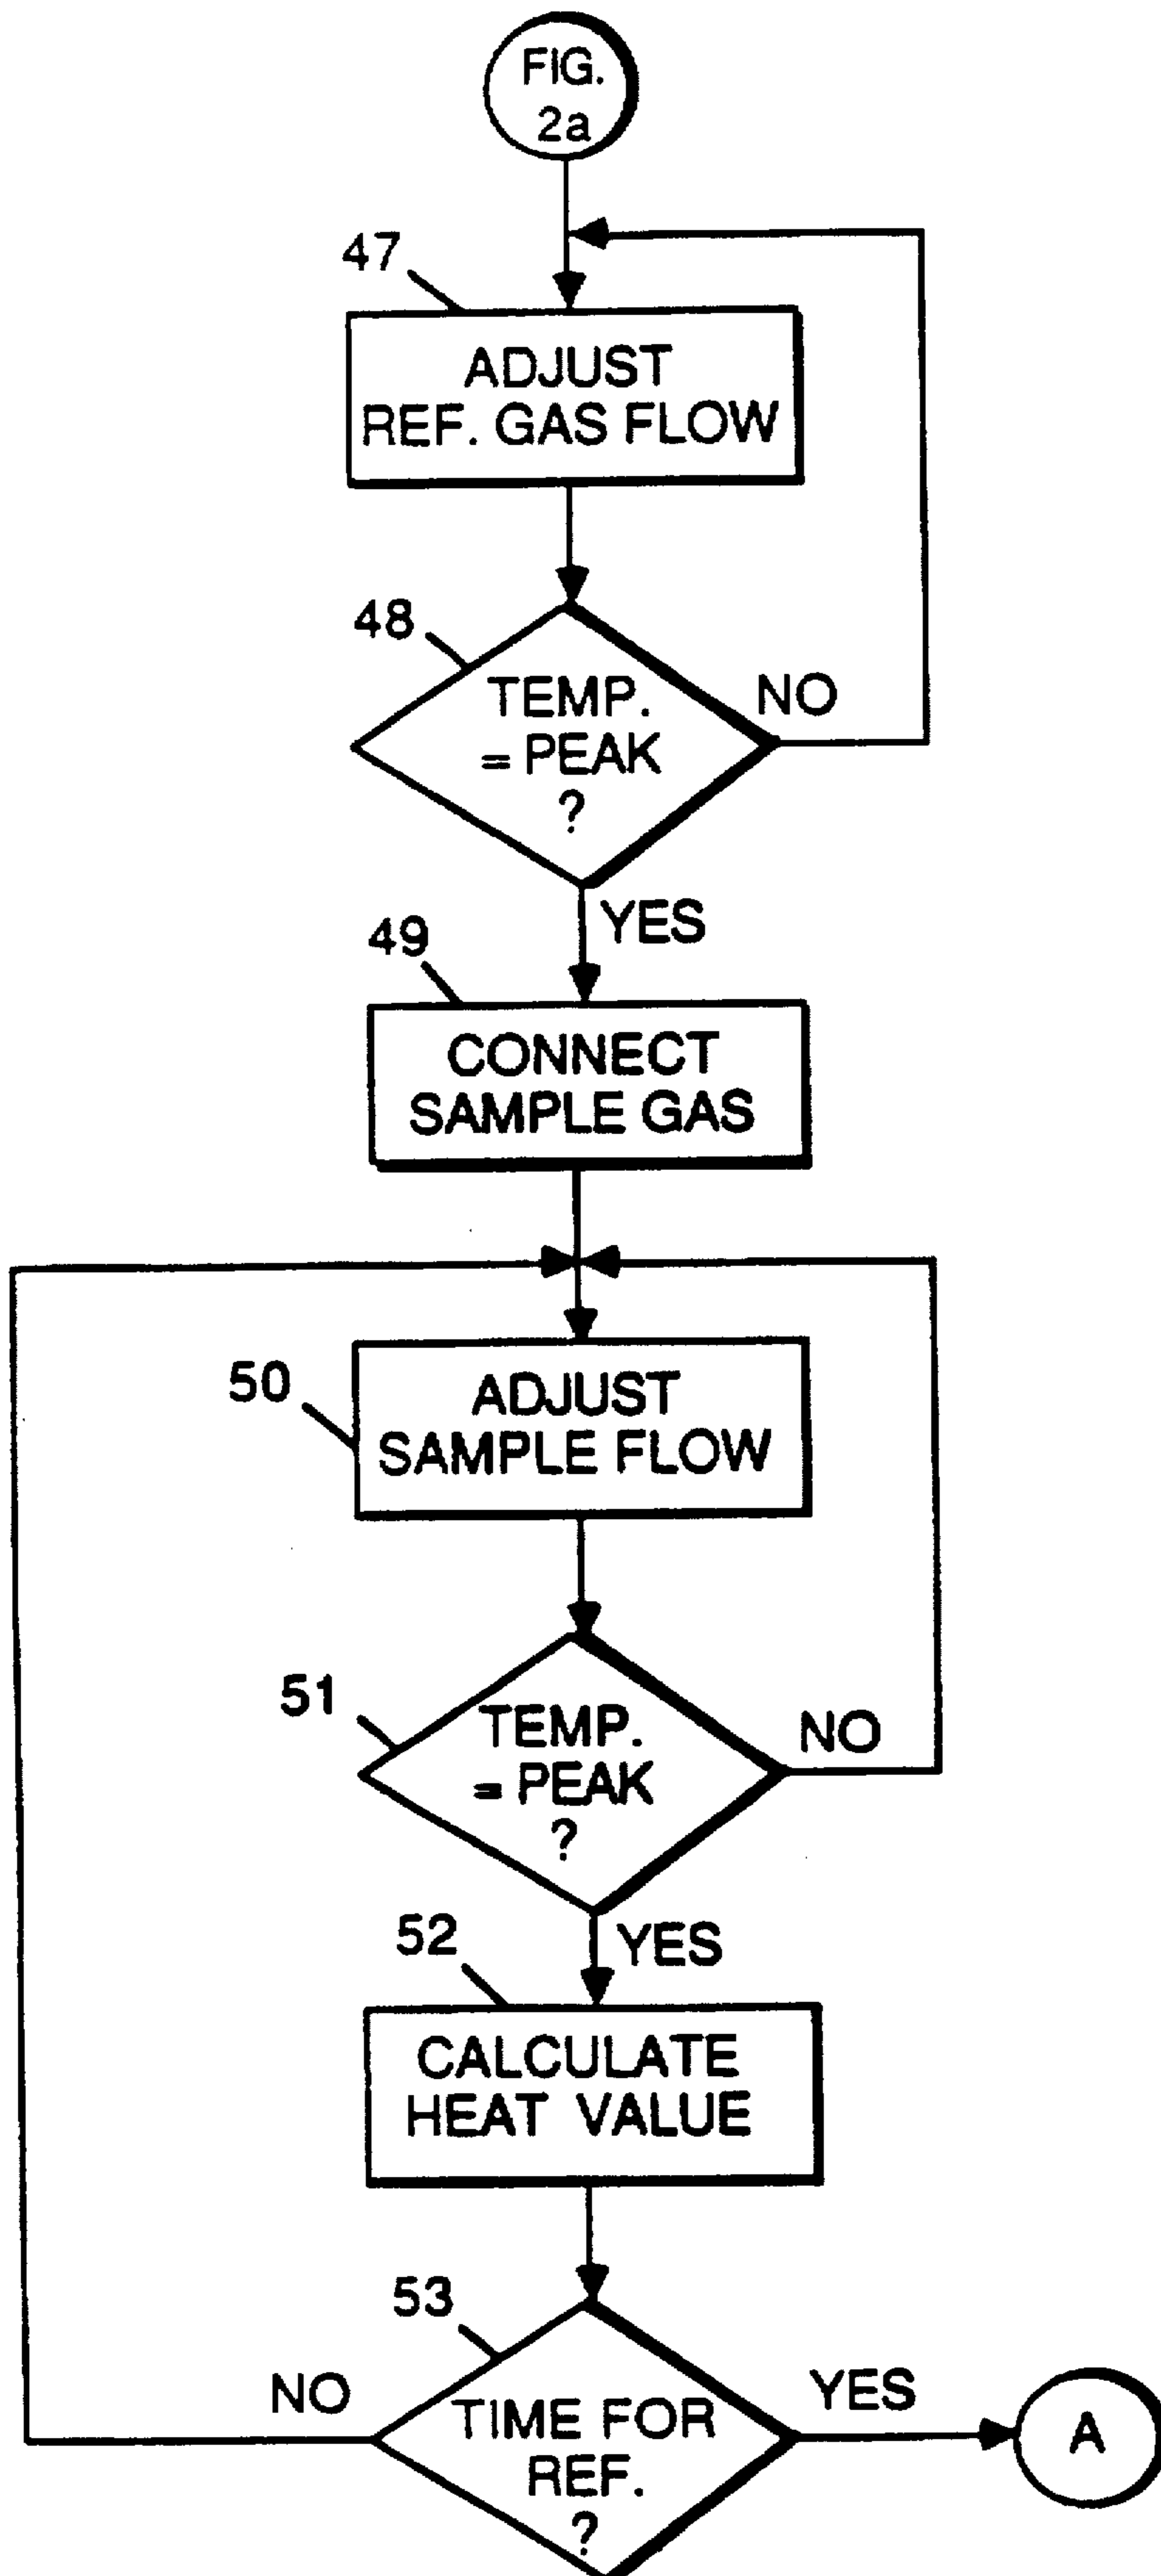 FIG.
2a
47
ADJUST
REF. GAS FLOW
48
TEMP.
= PEAK
?
NO
YES
49
CONNECT
SAMPLE GAS
50
ADJUST
SAMPLE FLOW
51
TEMP.
= PEAK
?
NO
YES
52
CALCULATE
HEAT VALUE
53
NO
TIME FOR
REF.
?
YES
A